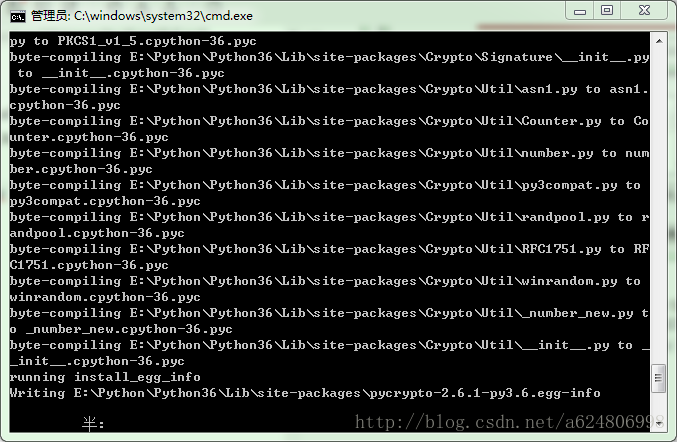 管理员: C:\windows\system32\cmd.exe
py to PKCS1_v1_5.cpython-36.pyc
byte-compiling E:\Python\Python36\Lib\site-packages\Crypto\Signature\__init__.py
 to __init__.cpython-36.pyc
byte-compiling E:\Python\Python36\Lib\site-packages\Crypto\Util\asn1.py to asn1.
cpython-36.pyc
byte-compiling E:\Python\Python36\Lib\site-packages\Crypto\Util\Counter.py to Co
unter.cpython-36.pyc
byte-compiling E:\Python\Python36\Lib\site-packages\Crypto\Util\number.py to num
ber.cpython-36.pyc
byte-compiling E:\Python\Python36\Lib\site-packages\Crypto\Util\py3compat.py to
py3compat.cpython-36.pyc
byte-compiling E:\Python\Python36\Lib\site-packages\Crypto\Util\randpool.py to r
andpool.cpython-36.pyc
byte-compiling E:\Python\Python36\Lib\site-packages\Crypto\Util\RFC1751.py to RF
C1751.cpython-36.pyc
byte-compiling E:\Python\Python36\Lib\site-packages\Crypto\Util\winrandom.py to
winrandom.cpython-36.pyc
byte-compiling E:\Python\Python36\Lib\site-packages\Crypto\Util\_number_new.py t
o _number_new.cpython-36.pyc
byte-compiling E:\Python\Python36\Lib\site-packages\Crypto\Util\__init__.py to _
_init__.cpython-36.pyc
running install_egg_info
Writing E:\Python\Python36\Lib\site-packages\pycrypto-2.6.1-py3.6.egg-info
半:
http://blog.csdn.net/a624806998